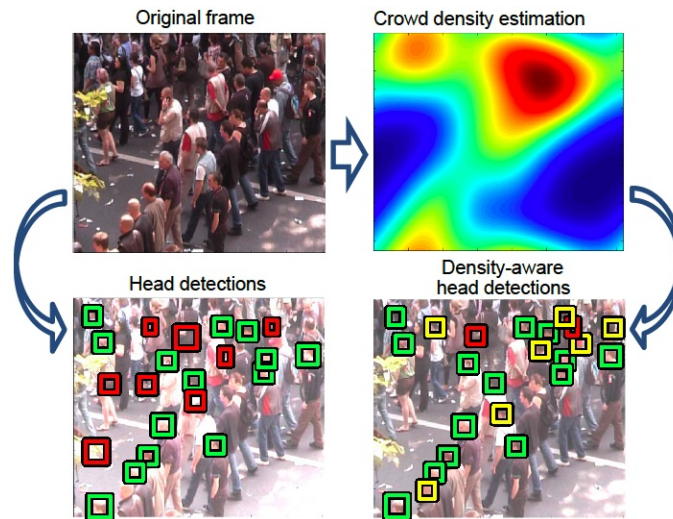 Original frame
Crowd density estimation
Head detections
Density-aware
head detections